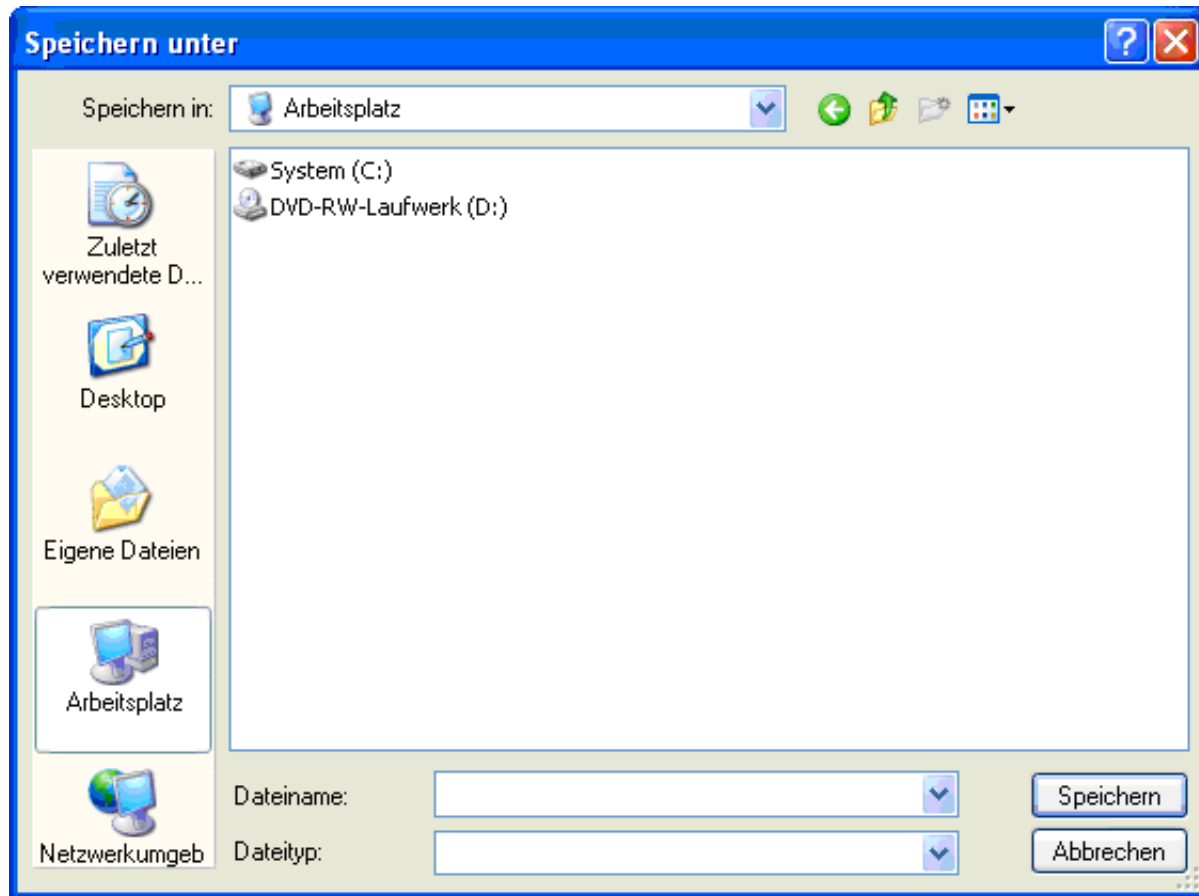 Speichern unter
Speichern in:
Arbeitsplatz
System (C:)
DVD-RW-Laufwerk (D:)
Zuletzt
verwendete D...
Desktop
Eigene Dateien
Arbeitsplatz
Netzwerkumgeb
Dateiname:
Speichern
Dateityp:
Abbrechen